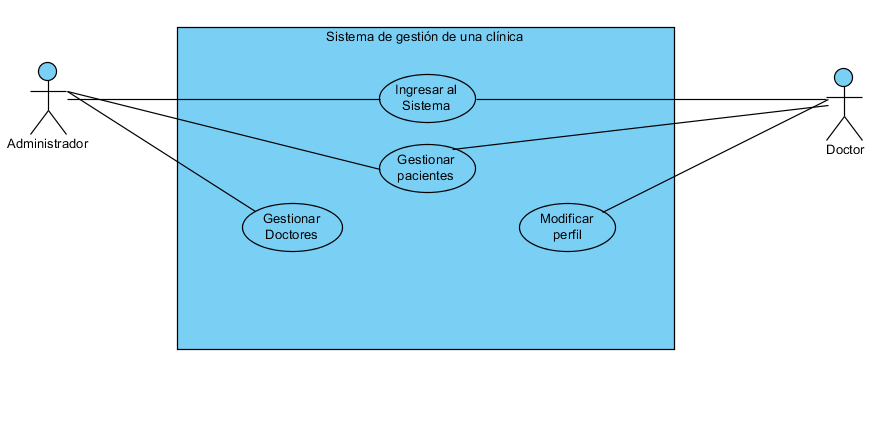 Sistema de gestión de una clínica
Ingresar al
Sistema
Administrador
Doctor
Gestionar
pacientes
Gestionar
Doctores
Modificar
perfil